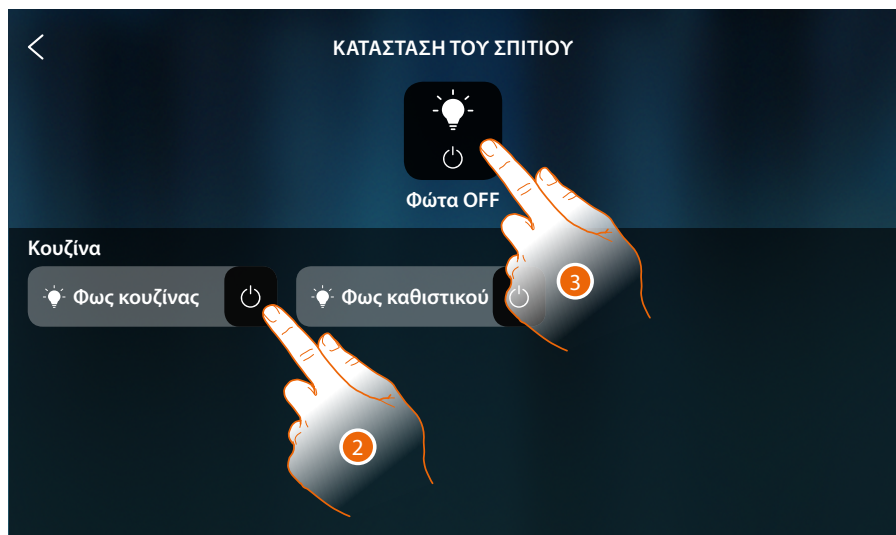 ΚΑΤΑΣΤΑΣΗ ΤΟΥ ΣΠΙΤΙΟΥ
Φώτα OFF
Κουζίνα
Φως κουζίνας
Φως καθιστικού
3
2